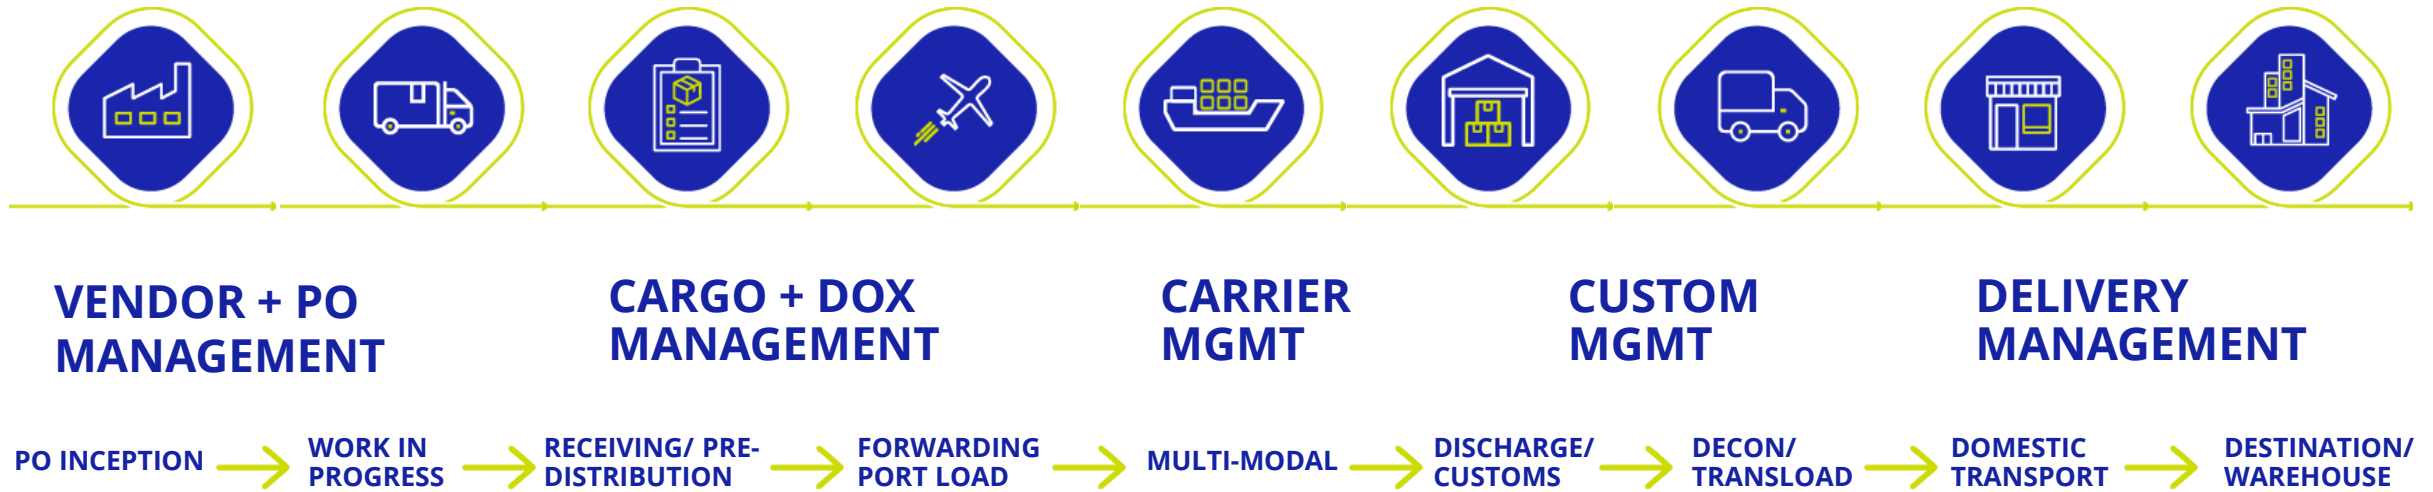 VENDOR + PO
MANAGEMENT
CARGO + DOX
MANAGEMENT
CARRIER
MGMT
CUSTOM
MGMT
DELIVERY
MANAGEMENT
PO INCEPTION
WORK IN
PROGRESS
RECEIVING/ PRE-
DISTRIBUTION
FORWARDING
PORT LOAD
MULTI-MODAL
DISCHARGE/
CUSTOMS
DECON/
TRANSLOAD
DOMESTIC
TRANSPORT
DESTINATION/
WAREHOUSE